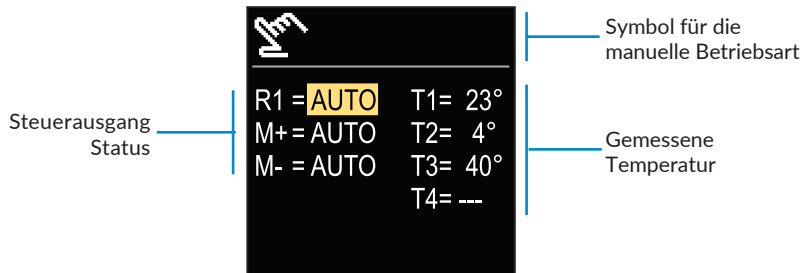 Symbol für die
manuelle Betriebsart
Steuerausgang
Status
R1 = AUTO T1= 23°
M+ = AUTO T2= 4°
M- = AUTO T3= 40°
T4= ---
Gemessene
Temperatur